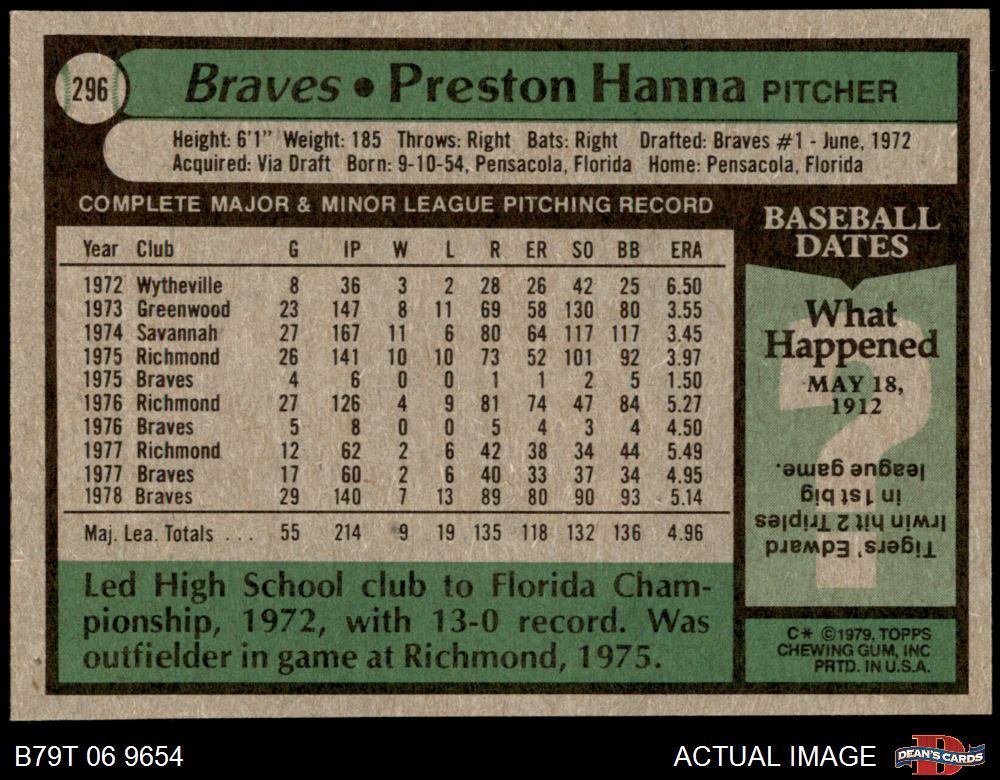 296
Braves • Preston Hanna PITCHER
Height: 6'1" Weight: 185 Throws: Right Bats: Right Drafted: Braves #1 - June, 1972
Acquired: Via Draft Born: 9-10-54, Pensacola, Florida Home: Pensacola, Florida
COMPLETE MAJOR & MINOR LEAGUE PITCHING RECORD
Year Club G IP W L R ER SO BB ERA
1972 Wytheville 8 36 3 2 28 26 42 25 6.50
1973 Greenwood 23 147 8 11 69 58 130 80 3.55
1974 Savannah 27 167 11 6 80 64 117 117 3.45
1975 Richmond 26 141 10 10 73 52 101 92 3.97
1975 Braves 4 6 0 0 1 1 2 5 1.50
1976 Richmond 27 126 4 9 81 74 47 84 5.27
1976 Braves 5 8 0 0 5 4 3 4 4.50
1977 Richmond 12 62 2 6 42 38 34 44 5.49
1977 Braves 17 60 2 6 40 33 37 34 4.95
1978 Braves 29 140 7 13 89 80 90 93 5.14
Maj. Lea. Totals . . . 55 214 9 19 135 118 132 136 4.96
Led High School club to Florida Cham-
pionship, 1972, with 13-0 record. Was
outfielder in game at Richmond, 1975.
BASEBALL
DATES
What
Happened
MAY 18,
1912
?
Tigers' Edward
Irwin hit 2 Triples
in 1st big
league game.
C* ©1979, TOPPS
CHEWING GUM, INC
PRTD. IN U.S.A.
B79T 06 9654
ACTUAL IMAGE
D
DEAN'S CARDS